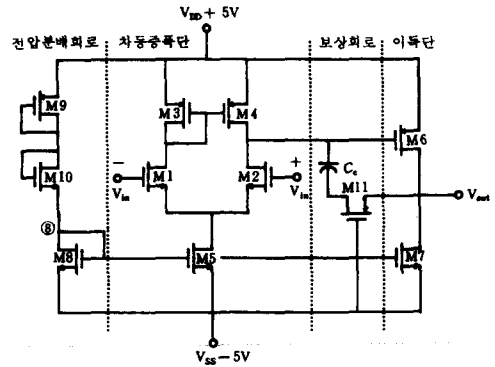 V_DD + 5V
전압분배회로
차동증폭단
보상회로
이득단
M9
M3
M4
M6
M10
M1
M2
−
V_in
+
V_in
C_c
M11
V_out
⑧
M8
M5
M7
V_SS − 5V